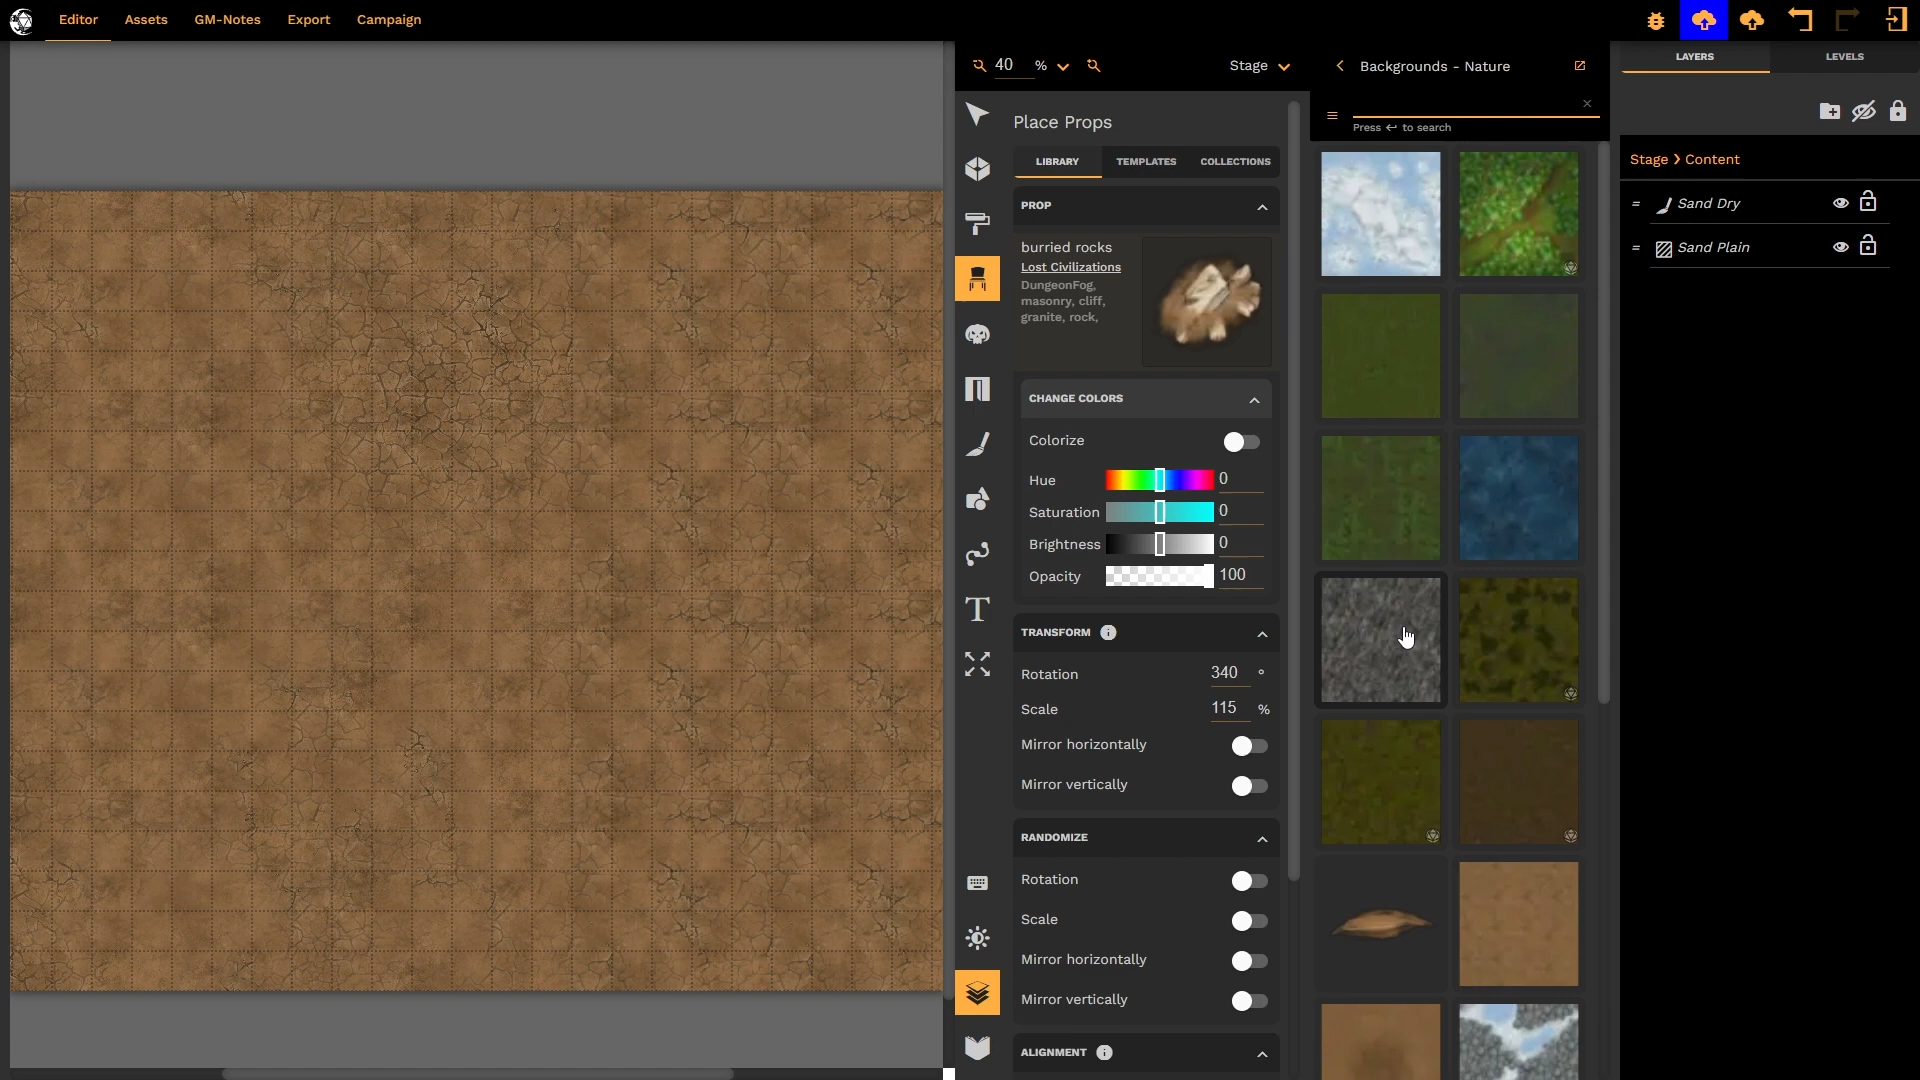 Editor
Assets
GM-Notes
Export
Campaign
40 %
Stage
Backgrounds - Nature
Press ↩ to search
LAYERS
LEVELS
Stage ❯ Content
= Sand Dry
= Sand Plain
Place Props
LIBRARY
TEMPLATES
COLLECTIONS
PROP
burried rocks
Lost Civilizations
DungeonFog,
masonry, cliff,
granite, rock,
CHANGE COLORS
Colorize
Hue 0
Saturation 0
Brightness 0
Opacity 100
T
TRANSFORM i
Rotation 340 °
Scale 115 %
Mirror horizontally
Mirror vertically
RANDOMIZE
Rotation
Scale
Mirror horizontally
Mirror vertically
ALIGNMENT i